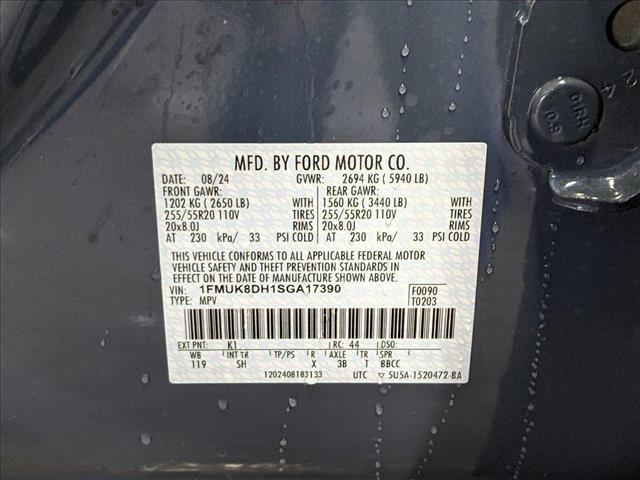 MFD. BY FORD MOTOR CO.
DATE: 08/24 GVWR: 2694 KG ( 5940 LB)
FRONT GAWR: REAR GAWR:
1202 KG ( 2650 LB) WITH 1560 KG ( 3440 LB) WITH
255/55R20 110V TIRES 255/55R20 110V TIRES
20x8.0J RIMS 20x8.0J RIMS
AT 230 kPa/ 33 PSI COLD AT 230 kPa/ 33 PSI COLD
THIS VEHICLE CONFORMS TO ALL APPLICABLE FEDERAL MOTOR
VEHICLE SAFETY AND THEFT PREVENTION STANDARDS IN
EFFECT ON THE DATE OF MANUFACTURE SHOWN ABOVE.
VIN: 1FMUK8DH1SGA17390 F0090
TYPE: MPV T0203
EXT PNT: K1 RC: 44 DSO:
WB INT TR TP/PS R AXLE TR SPR
119 SH X 3B T BBCC
1202408183133 UTC ▽ 5U5A-1520472-BA
24
DIRN
10.9